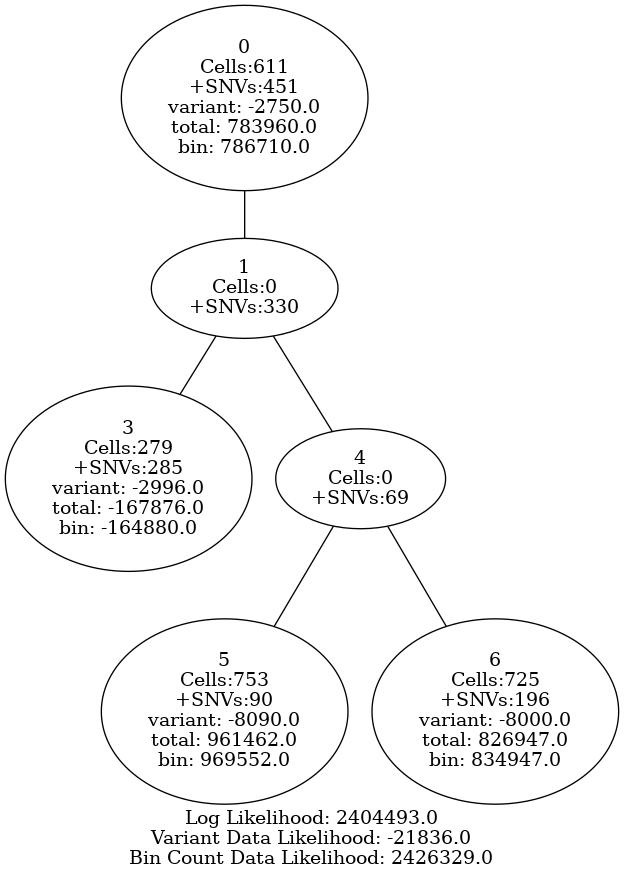 0
Cells:611
+SNVs:451
variant: -2750.0
total: 783960.0
bin: 786710.0
1
Cells:0
+SNVs:330
3
Cells:279
+SNVs:285
variant: -2996.0
total: -167876.0
bin: -164880.0
4
Cells:0
+SNVs:69
5
Cells:753
+SNVs:90
variant: -8090.0
total: 961462.0
bin: 969552.0
6
Cells:725
+SNVs:196
variant: -8000.0
total: 826947.0
bin: 834947.0
Log Likelihood: 2404493.0
Variant Data Likelihood: -21836.0
Bin Count Data Likelihood: 2426329.0